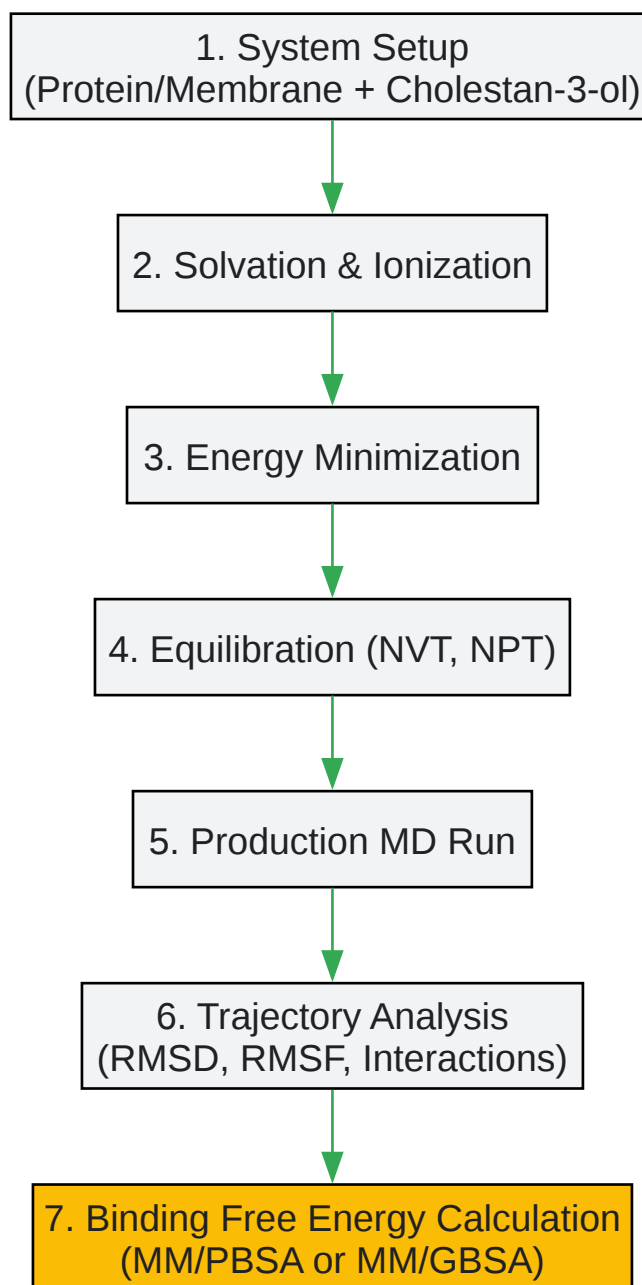 1. System Setup
(Protein/Membrane + Cholestan-3-ol)
2. Solvation & Ionization
3. Energy Minimization
4. Equilibration (NVT, NPT)
5. Production MD Run
6. Trajectory Analysis
(RMSD, RMSF, Interactions)
7. Binding Free Energy Calculation
(MM/PBSA or MM/GBSA)